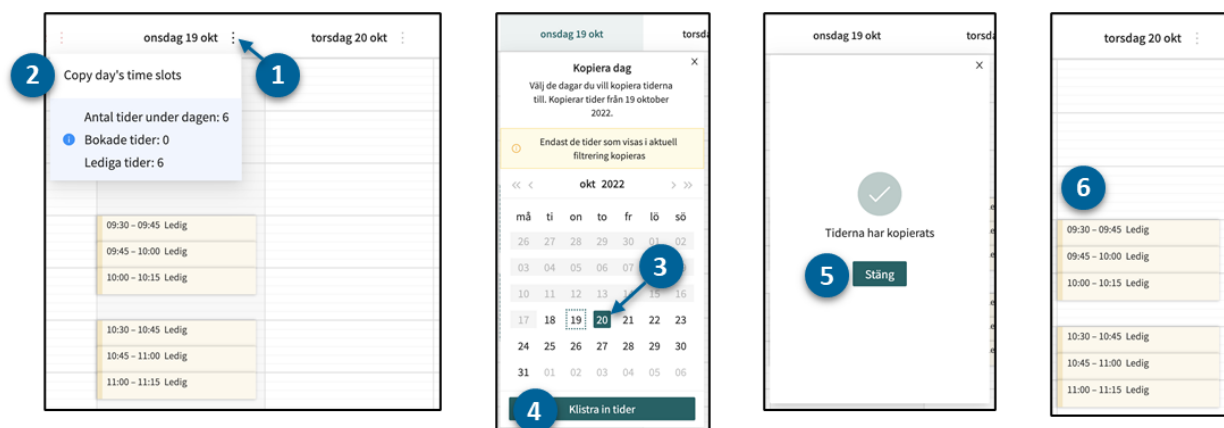 onsdag 19 okt
torsdag 20 okt
1
2
Copy day's time slots
Antal tider under dagen: 6
Bokade tider: 0
Lediga tider: 6
09:30 – 09:45 Ledig
09:45 – 10:00 Ledig
10:00 – 10:15 Ledig
10:30 – 10:45 Ledig
10:45 – 11:00 Ledig
11:00 – 11:15 Ledig
onsdag 19 okt
torsd
Kopiera dag
X
Välj de dagar du vill kopiera tiderna
till. Kopierar tider från 19 oktober
2022.
Endast de tider som visas i aktuell
filtrering kopieras
<< < okt 2022 > >>
må ti on to fr lö sö
26 27 28 29 30 01 02
03 04 05 06 07
3
10 11 12 13 14 15 16
17 18 19 20 21 22 23
24 25 26 27 28 29 30
31 01 02 03 04 05 06
4
Klistra in tider
onsdag 19 okt
torsd
X
Tiderna har kopierats
5
Stäng
torsdag 20 okt
6
09:30 – 09:45 Ledig
09:45 – 10:00 Ledig
10:00 – 10:15 Ledig
10:30 – 10:45 Ledig
10:45 – 11:00 Ledig
11:00 – 11:15 Ledig